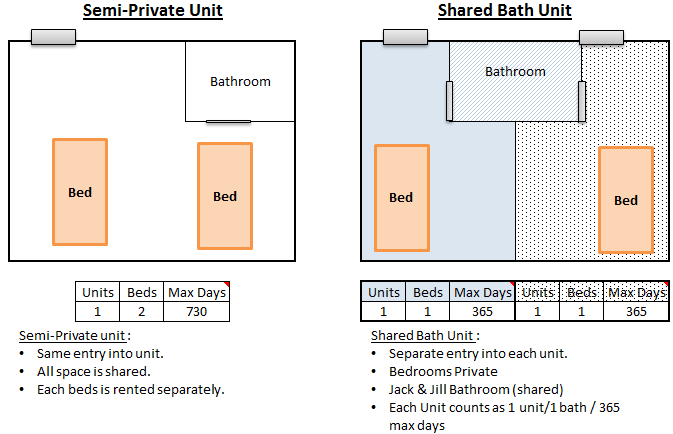 Semi-Private Unit
Bathroom
Bed
Bed
Units Beds Max Days
1 2 730
Semi-Private unit :
• Same entry into unit.
• All space is shared.
• Each beds is rented separately.
Shared Bath Unit
Bathroom
Bed
Bed
Units Beds Max Days Units Beds Max Days
1 1 365 1 1 365
Shared Bath Unit :
• Separate entry into each unit.
• Bedrooms Private
• Jack & Jill Bathroom (shared)
• Each Unit counts as 1 unit/1 bath / 365
max days